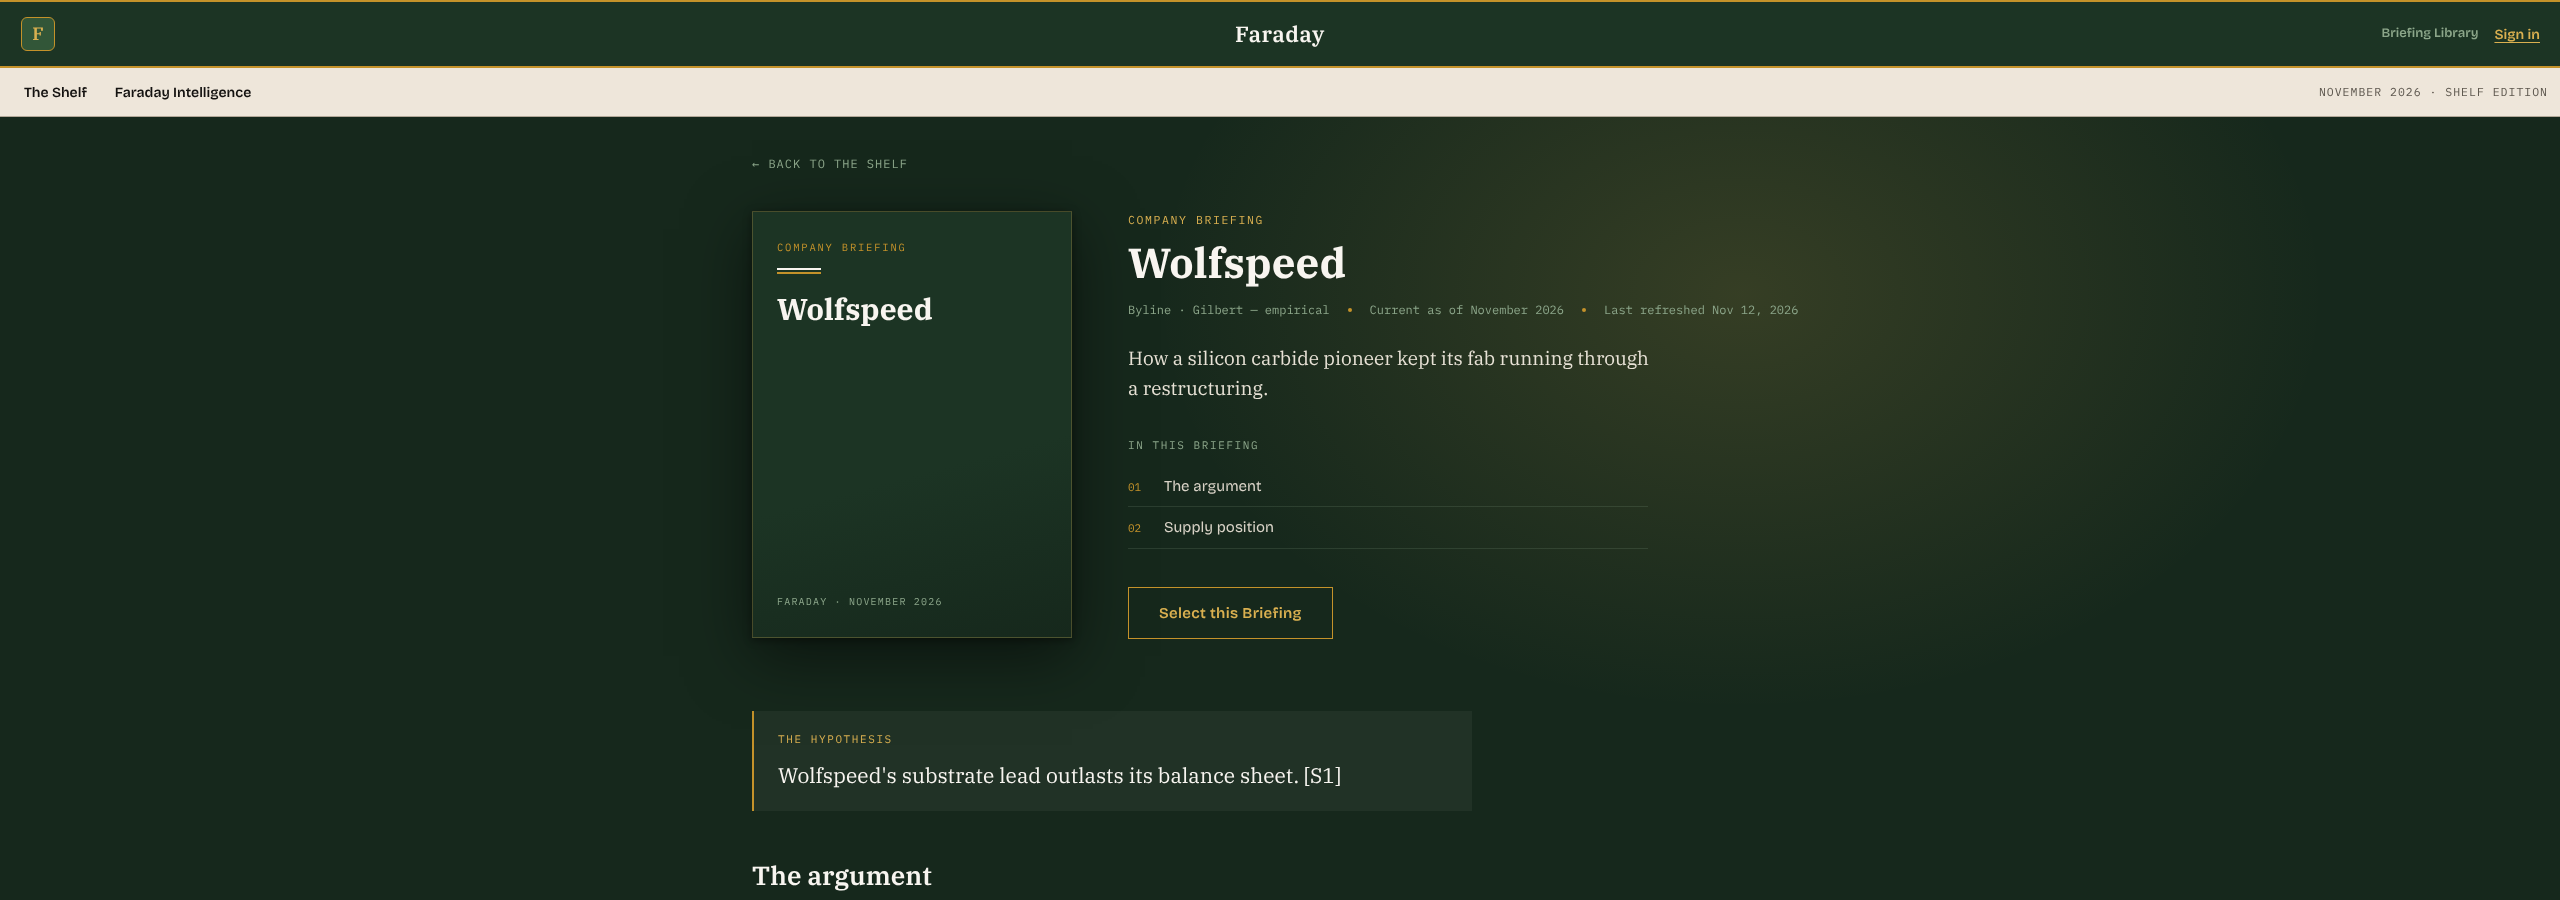 F
Faraday
Briefing Library
Sign in
The Shelf
Faraday Intelligence
NOVEMBER 2026 · SHELF EDITION
← BACK TO THE SHELF
COMPANY BRIEFING
Wolfspeed
FARADAY · NOVEMBER 2026
COMPANY BRIEFING
Wolfspeed
Byline · Gilbert — empirical • Current as of November 2026 • Last refreshed Nov 12, 2026
How a silicon carbide pioneer kept its fab running through
a restructuring.
IN THIS BRIEFING
01 The argument
02 Supply position
Select this Briefing
THE HYPOTHESIS
Wolfspeed's substrate lead outlasts its balance sheet. [S1]
The argument